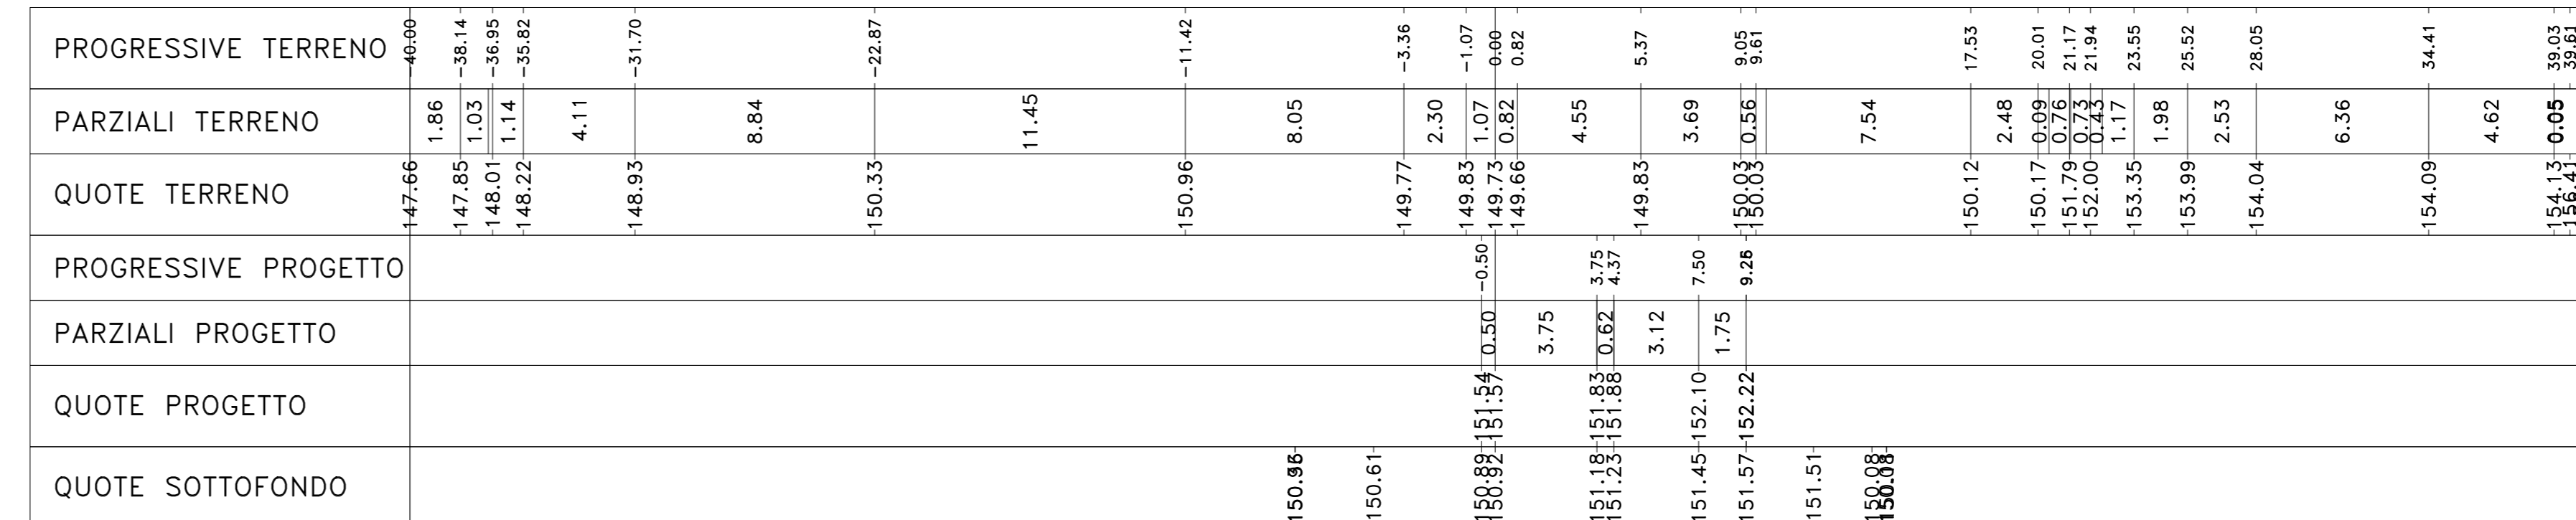 PROGRESSIVE TERRENO -40.00 -38.14 -36.95 -35.82 -31.70 -22.87 -11.42 -3.36 -1.07 0.00 0.82 5.37 9.05 9.61 17.53 20.01 21.17 21.94 23.55 25.52 28.05 34.41 39.03 39.61
PARZIALI TERRENO 1.86 1.03 1.14 4.11 8.84 11.45 8.05 2.30 1.07 0.82 4.55 3.69 0.56 7.54 2.48 0.09 0.76 0.73 0.43 1.17 1.98 2.53 6.36 4.62 0.05
QUOTE TERRENO 147.66 147.85 148.01 148.22 148.93 150.33 150.96 149.77 149.83 149.73 149.66 149.83 150.03 150.03 150.12 150.17 151.79 152.00 153.35 153.99 154.04 154.09 154.13 156.41
PROGRESSIVE PROGETTO -0.50 3.75 4.37 7.50
PARZIALI PROGETTO 0.50 3.75 0.62 3.12 1.75
QUOTE PROGETTO 151.54 151.57 151.83 151.88 152.10 152.22
QUOTE SOTTOFONDO 150.61 150.89 150.92 151.18 151.23 151.45 151.57 151.51 150.08